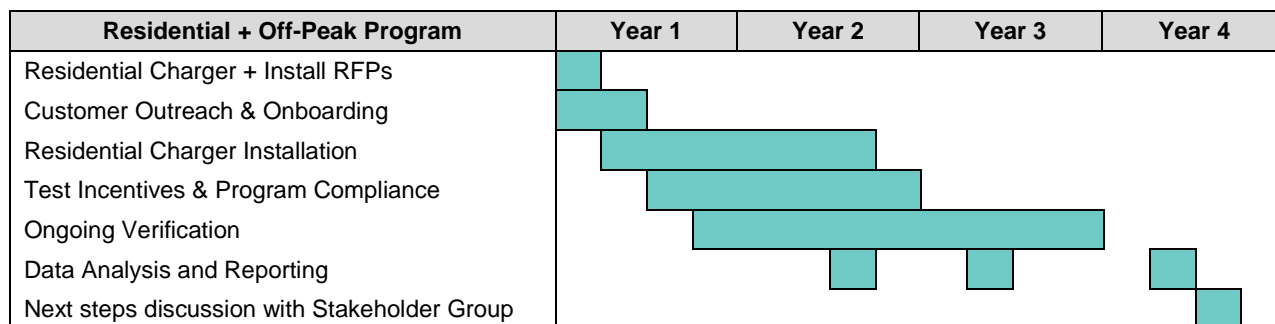 Residential + Off-Peak Program Year 1 Year 2 Year 3 Year 4
Residential Charger + Install RFPs
Customer Outreach & Onboarding
Residential Charger Installation
Test Incentives & Program Compliance
Ongoing Verification
Data Analysis and Reporting
Next steps discussion with Stakeholder Group